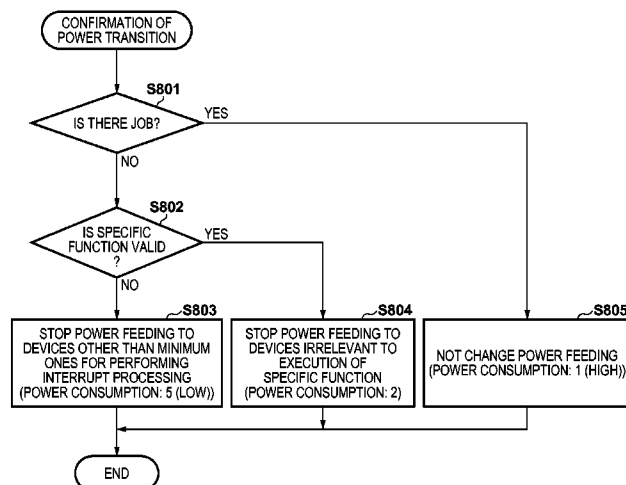 CONFIRMATION OF
POWER TRANSITION
S801
IS THERE JOB?
YES
NO
S802
IS SPECIFIC
FUNCTION VALID
?
YES
NO
S803
STOP POWER FEEDING TO
DEVICES OTHER THAN MINIMUM
ONES FOR PERFORMING
INTERRUPT PROCESSING
(POWER CONSUMPTION: 5 (LOW))
S804
STOP POWER FEEDING TO
DEVICES IRRELEVANT TO
EXECUTION OF
SPECIFIC FUNCTION
(POWER CONSUMPTION: 2)
S805
NOT CHANGE POWER FEEDING
(POWER CONSUMPTION: 1 (HIGH))
END